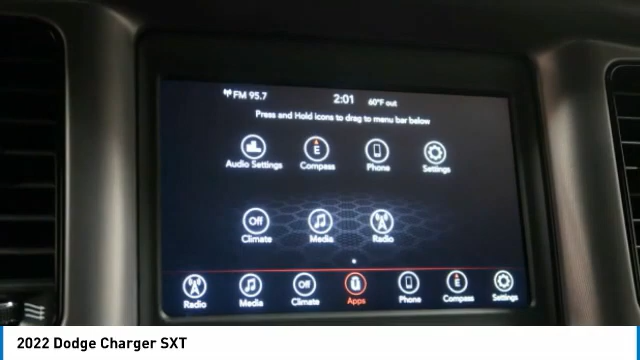 FM 95.7 2:01 60°F out
Press and Hold icons to drag to menu bar below
E
Audio Settings Compass Phone Settings
Off
Climate Media Radio
Off E
Radio Media Climate Apps Phone Compass Settings
2022 Dodge Charger SXT